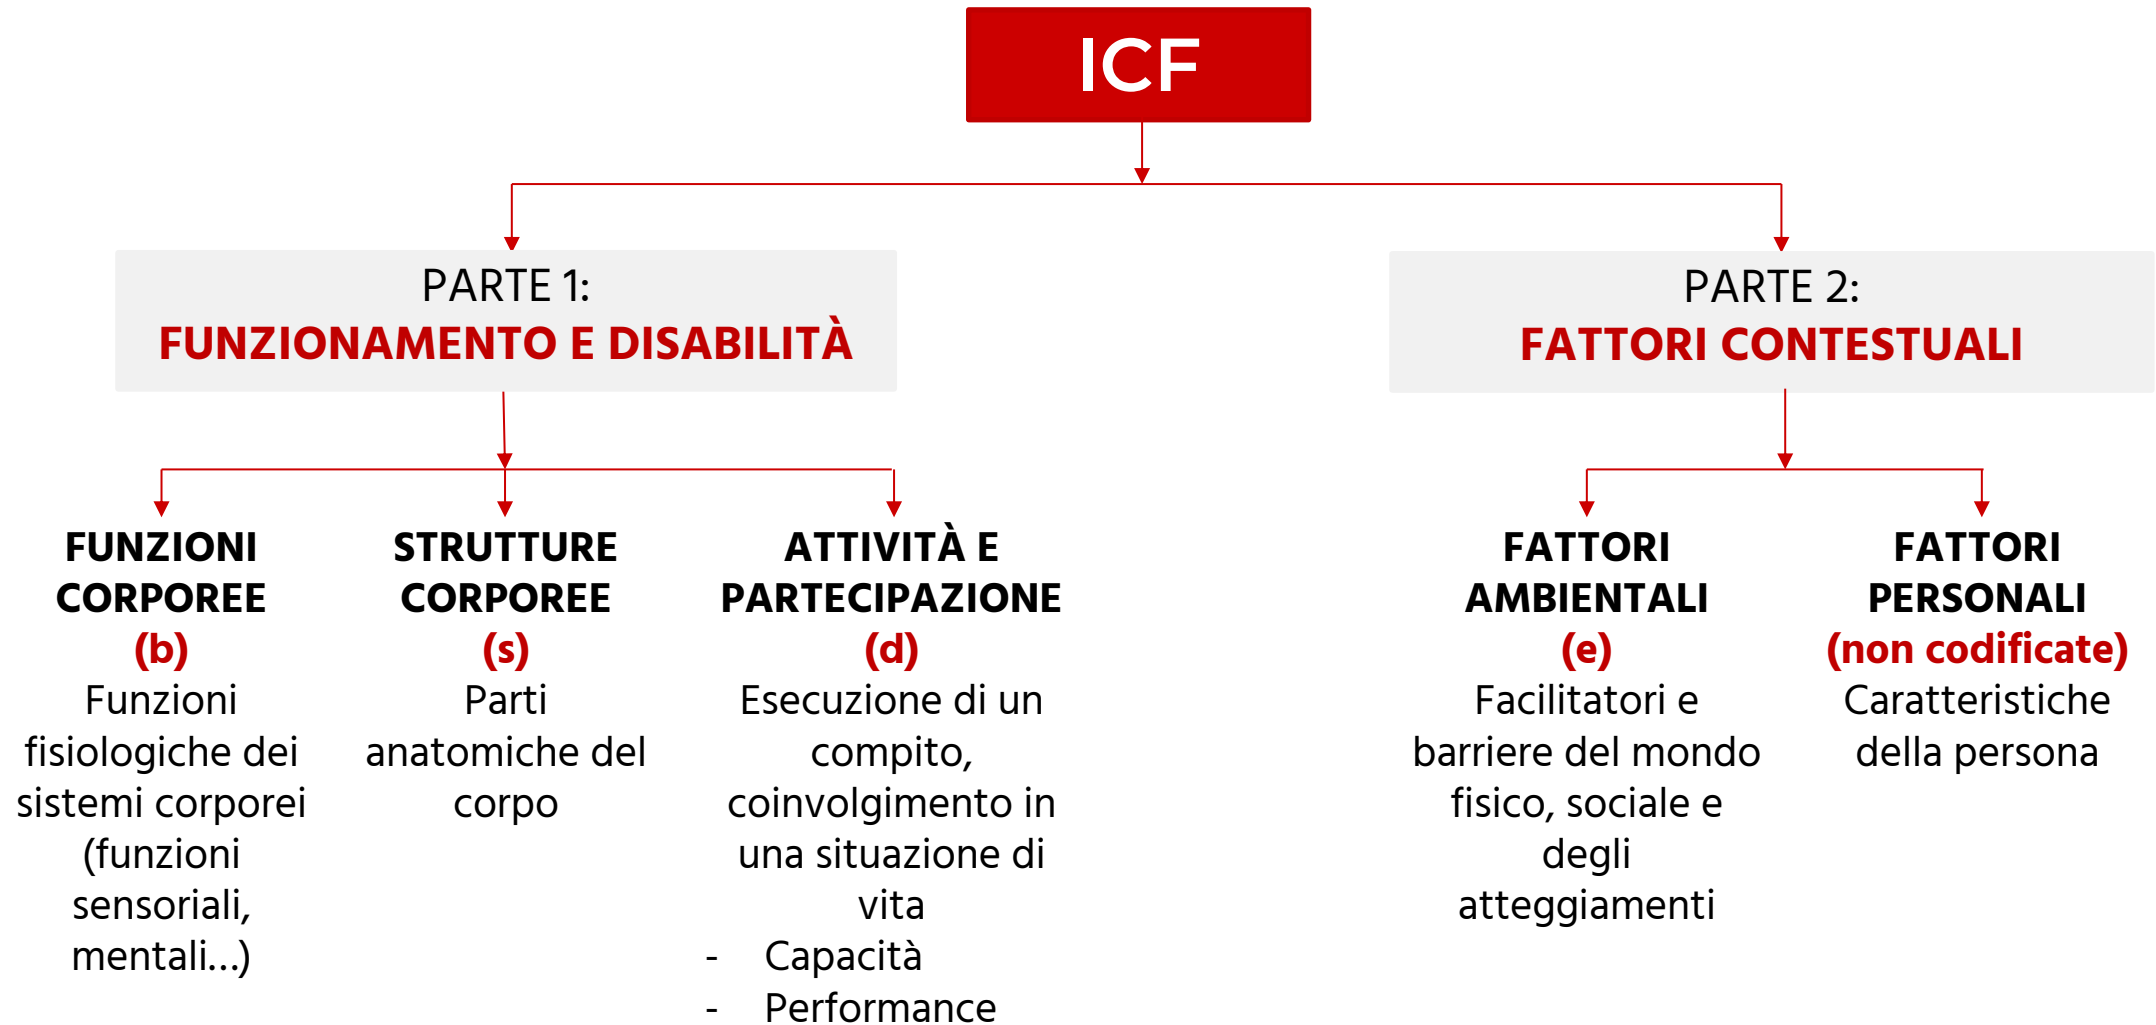 ICF
PARTE 1:
FUNZIONAMENTO E DISABILITÀ
PARTE 2:
FATTORI CONTESTUALI
FUNZIONI
CORPOREE
(b)
Funzioni
fisiologiche dei
sistemi corporei
(funzioni
sensoriali,
mentali...)
STRUTTURE
CORPOREE
(s)
Parti
anatomiche del
corpo
ATTIVITÀ E
PARTECIPAZIONE
(d)
Esecuzione di un
compito,
coinvolgimento in
una situazione di
vita
- Capacità
- Performance
FATTORI
AMBIENTALI
(e)
Facilitatori e
barriere del mondo
fisico, sociale e
degli
atteggiamenti
FATTORI
PERSONALI
(non codificate)
Caratteristiche
della persona